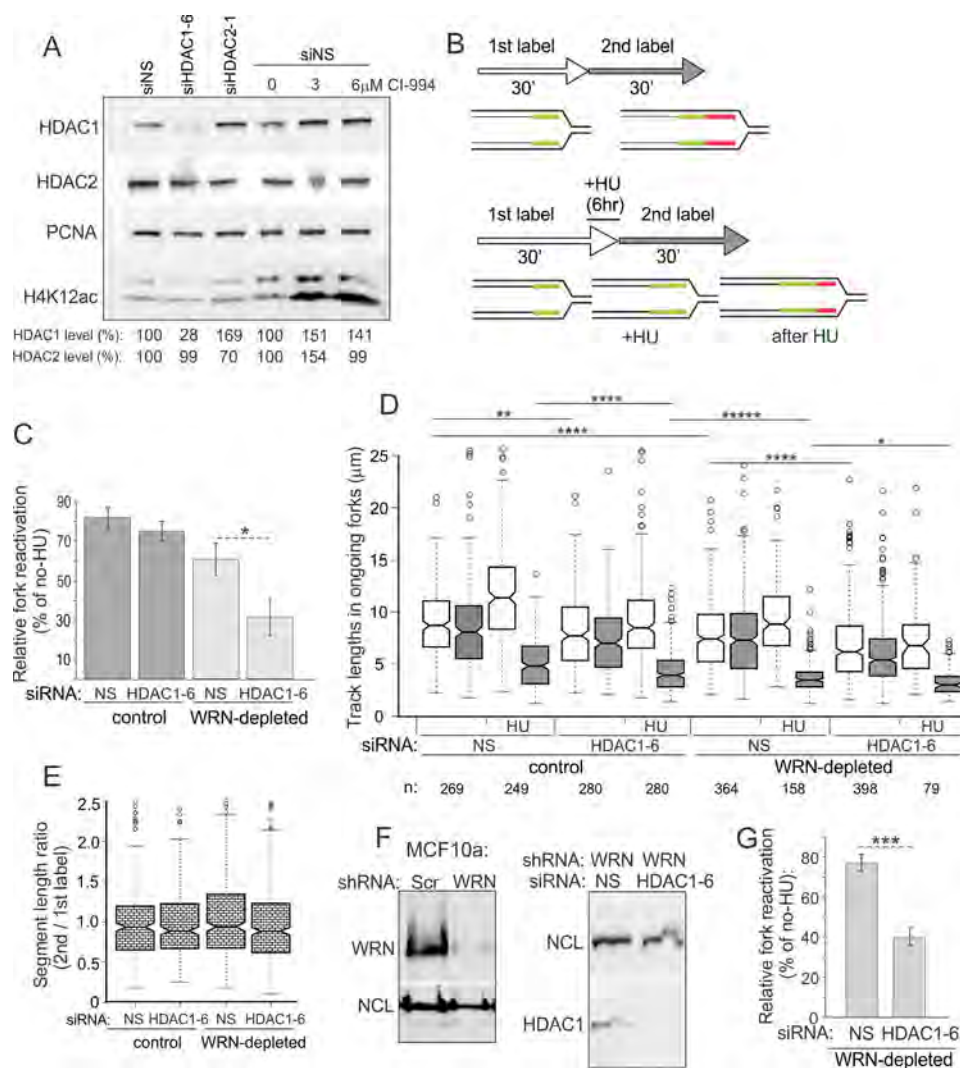 A
siNS
siHDAC1-6
siHDAC2-1
siNS
0 3 6µM CI-994
HDAC1
HDAC2
PCNA
H4K12ac
HDAC1 level (%): 100 28 169 100 151 141
HDAC2 level (%): 100 99 70 100 154 99
B
1st label 2nd label
30' 30'
+HU
(6hr)
1st label 2nd label
30' 30'
+HU after HU
C
Relative fork reactivation
(% of no-HU)
90
70
50
30
10
*
siRNA: NS HDAC1-6 NS HDAC1-6
control WRN-depleted
D
Track lengths in ongoing forks (µm)
25
20
15
10
5
0
**** 
** *****
**** *
****
HU HU HU HU
siRNA: NS HDAC1-6 NS HDAC1-6
control WRN-depleted
n: 269 249 280 280 364 158 398 79
E
Segment length ratio
(2nd / 1st label)
2.5
2.0
1.5
1.0
0.5
0
siRNA: NS HDAC1-6 NS HDAC1-6
control WRN-depleted
F
MCF10a:
shRNA: Scr WRN
WRN
NCL
shRNA: WRN WRN
siRNA: NS HDAC1-6
NCL
HDAC1
G
Relative fork reactivation
(% of no-HU):
80
60
40
20
0
***
siRNA: NS HDAC1-6
WRN-depleted